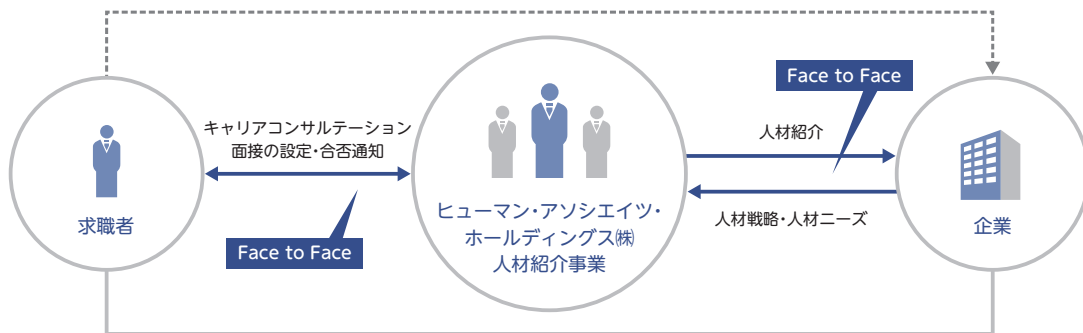 Face to Face
キャリアコンサルテーション
面接の設定・合否通知
人材紹介
求職者
Face to Face
ヒューマン・アソシエイツ・
ホールディングス㈱
人材紹介事業
人材戦略・人材ニーズ
企業